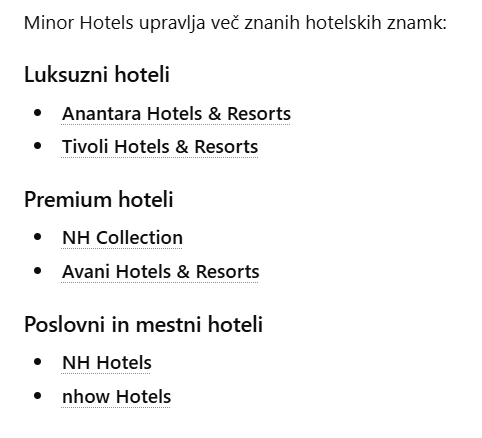 Minor Hotels upravlja več znanih hotelskih znamk:
Luksuzni hoteli
• Anantara Hotels & Resorts
• Tivoli Hotels & Resorts
Premium hoteli
• NH Collection
• Avani Hotels & Resorts
Poslovni in mestni hoteli
• NH Hotels
• nhow Hotels